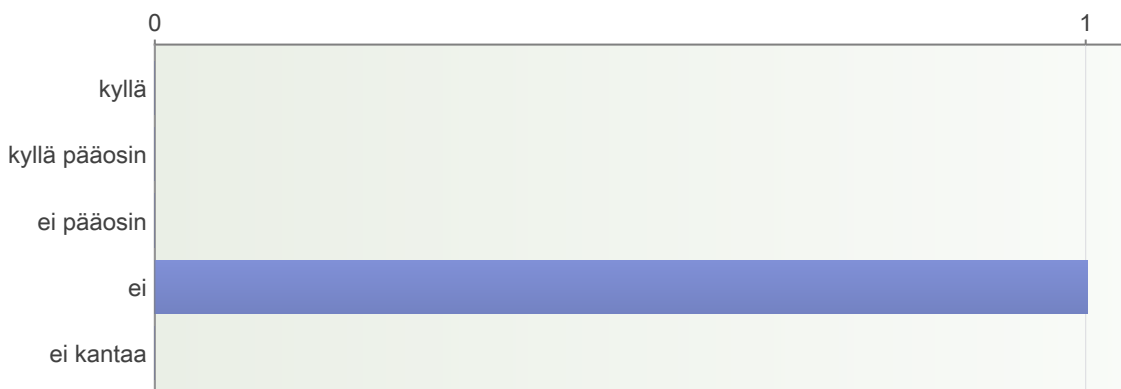 0 1
kyllä
kyllä pääosin
ei pääosin
ei
ei kantaa